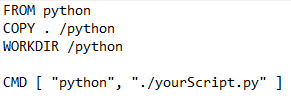 FROM python
COPY . /python
WORKDIR /python
CMD [ "python", "./yourScript.py" ]